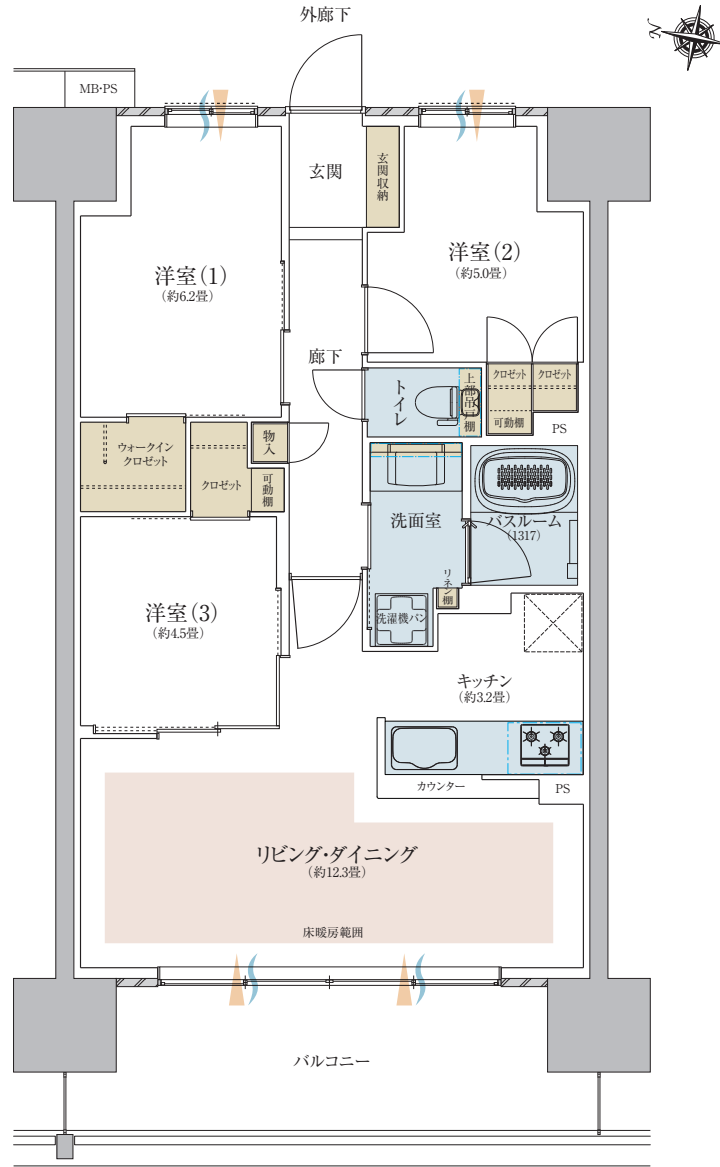 外廊下
N
MB・PS
玄関
玄関収納
洋室(1)
(約6.2畳)
洋室(2)
(約5.0畳)
廊下
トイレ
上部吊戸棚
クロゼット
クロゼット
可動棚
PS
ウォークイン
クロゼット
クロゼット
物入
可動棚
洗面室
バスルーム
(1317)
リネン棚
洗濯機パン
洋室(3)
(約4.5畳)
キッチン
(約3.2畳)
カウンター
PS
リビング・ダイニング
(約12.3畳)
床暖房範囲
バルコニー